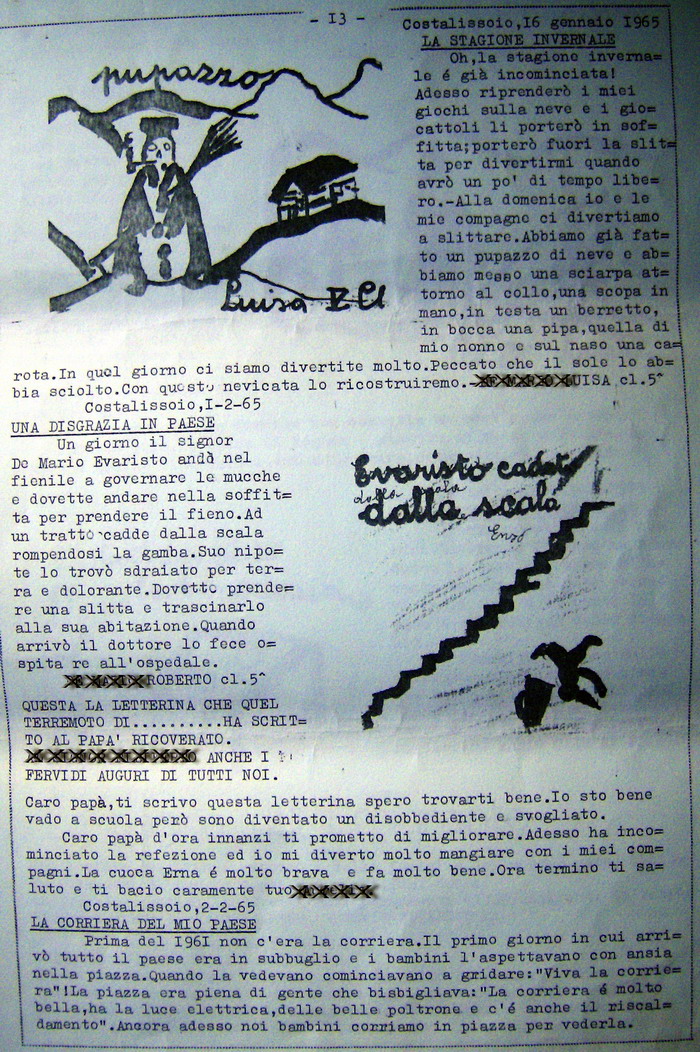 - I3 -
Costalissoio,I6 gennaio I965
LA STAGIONE INVERNALE
Oh,la stagione inverna=
le é già incominciata!
Adesso riprenderò i miei
giochi sulla neve e i gio=
cattoli li porterò in sof=
fitta;porterò fuori la slit=
ta per divertirmi quando
avrò un po' di tempo libe=
ro.-Alla domenica io e le
mie compagne ci divertiamo
a slittare.Abbiamo già fat=
to un pupazzo di neve e ab=
biamo messo una sciarpa at=
torno al collo,una scopa in
mano,in testa un berretto,
in bocca una pipa,quella di
mio nonno e sul naso una ca=
pupazzo
Luisa
rota.In quel giorno ci siamo divertite molto.Peccato che il sole lo ab=
bia sciolto.Con questa nevicata lo ricostruiremo.-LUISA cl.5^
Costalissoio,I-2-65
UNA DISGRAZIA IN PAESE
Un giorno il signor
De Mario Evaristo andò nel
fienile a governare le mucche
e dovette andare nella soffit=
ta per prendere il fieno.Ad
un tratto cadde dalla scala
rompendosi la gamba.Suo nipo=
te lo trovò sdraiato per ter=
ra e dolorante.Dovette prende=
re una slitta e trascinarlo
alla sua abitazione.Quando
arrivò il dottore lo fece o=
spita re all'ospedale.
ROBERTO cl.5^
Evaristo cadde
dalla scala
dalla scala
Enzo
QUESTA LA LETTERINA CHE QUEL
TERREMOTO DI..........HA SCRIT=
TO AL PAPA' RICOVERATO.
ANCHE I
FERVIDI AUGURI DI TUTTI NOI.
Caro papà,ti scrivo questa letterina spero trovarti bene.Io sto bene
vado a scuola però sono diventato un disobbediente e svogliato.
Caro papà d'ora innanzi ti prometto di migliorare.Adesso ha inco=
minciato la refezione ed io mi diverto molto mangiare con i miei com=
pagni.La cuoca Erna é molto brava e fa molto bene.Ora termino ti sa=
luto e ti bacio caramente tuo
Costalissoio,2-2-65
LA CORRIERA DEL MIO PAESE
Prima del I96I non c'era la corriera.Il primo giorno in cui arri=
vò tutto il paese era in subbuglio e i bambini l'aspettavano con ansia
nella piazza.Quando la vedevano cominciavano a gridare:"Viva la corrie=
ra"!La piazza era piena di gente che bisbigliava:"La corriera é molto
bella,ha la luce elettrica,delle belle poltrone e c'é anche il riscal=
damento".Ancora adesso noi bambini corriamo in piazza per vederla.